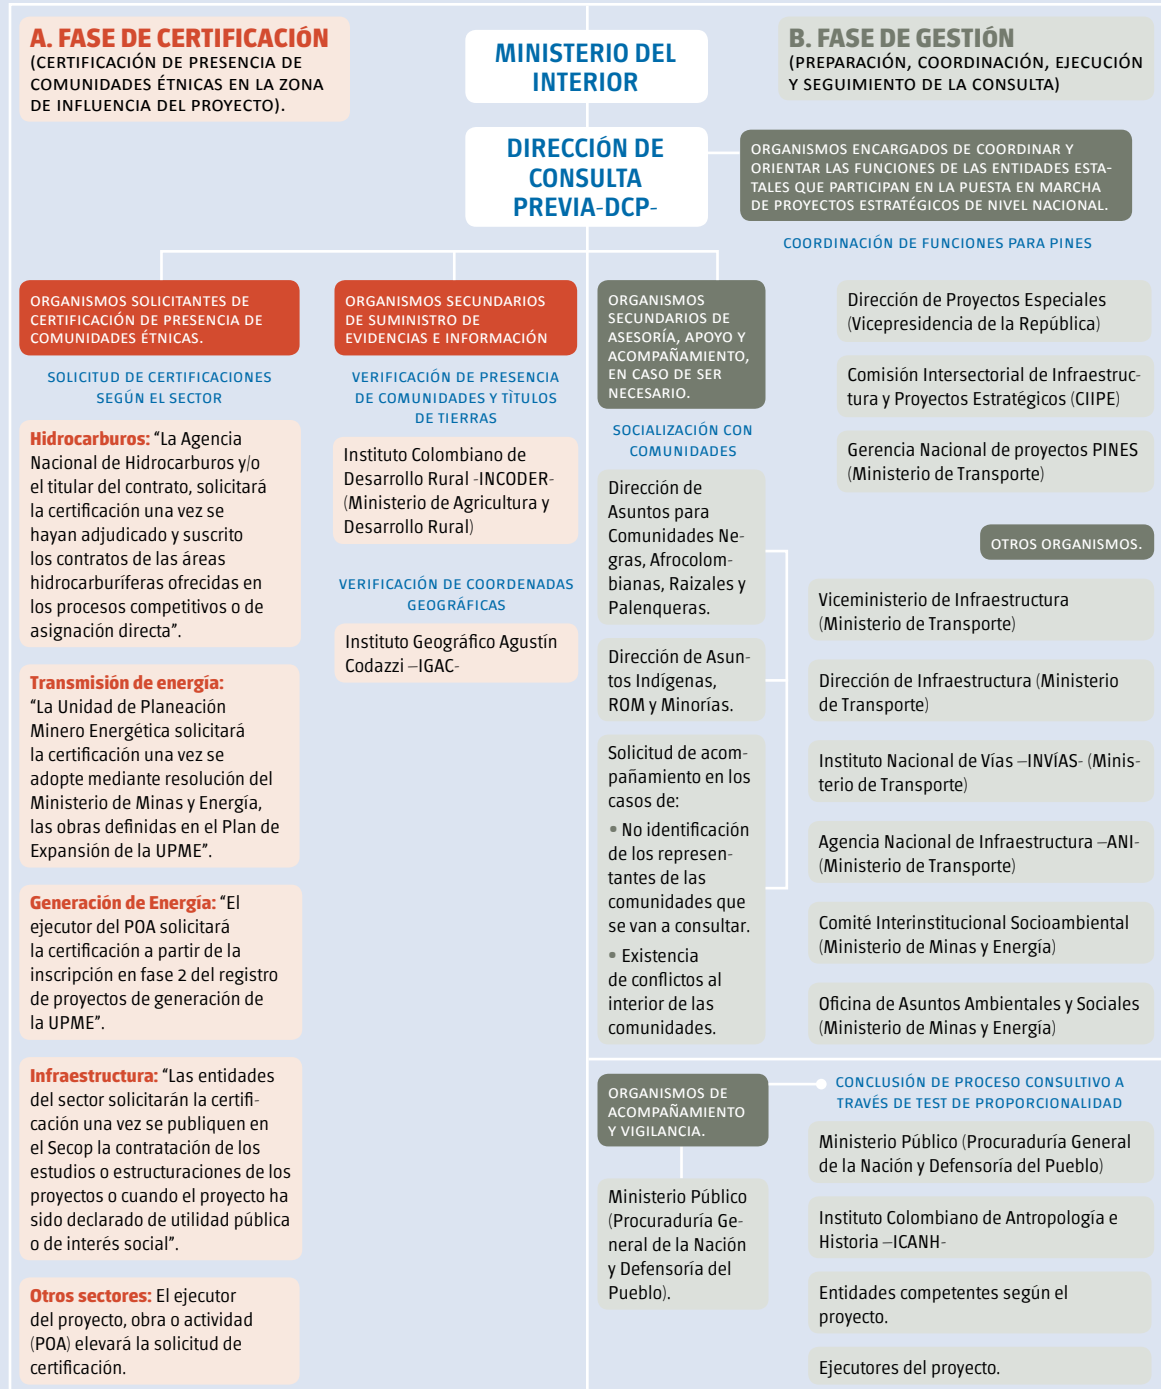 A. FASE DE CERTIFICACIÓN
(CERTIFICACIÓN DE PRESENCIA DE
COMUNIDADES ÉTNICAS EN LA ZONA
DE INFLUENCIA DEL PROYECTO).
MINISTERIO DEL
INTERIOR
B. FASE DE GESTIÓN
(PREPARACIÓN, COORDINACIÓN, EJECUCIÓN
Y SEGUIMIENTO DE LA CONSULTA)
DIRECCIÓN DE
CONSULTA
PREVIA-DCP-
ORGANISMOS ENCARGADOS DE COORDINAR Y
ORIENTAR LAS FUNCIONES DE LAS ENTIDADES ESTA-
TALES QUE PARTICIPAN EN LA PUESTA EN MARCHA
DE PROYECTOS ESTRATÉGICOS DE NIVEL NACIONAL.
COORDINACIÓN DE FUNCIONES PARA PINES
ORGANISMOS SOLICITANTES DE
CERTIFICACIÓN DE PRESENCIA DE
COMUNIDADES ÉTNICAS.
SOLICITUD DE CERTIFICACIONES
SEGÚN EL SECTOR
Hidrocarburos: “La Agencia
Nacional de Hidrocarburos y/o
el titular del contrato, solicitará
la certificación una vez se
hayan adjudicado y suscrito
los contratos de las áreas
hidrocarburíferas ofrecidas en
los procesos competitivos o de
asignación directa”.
Transmisión de energía:
“La Unidad de Planeación
Minero Energética solicitará
la certificación una vez se
adopte mediante resolución del
Ministerio de Minas y Energía,
las obras definidas en el Plan de
Expansión de la UPME”.
Generación de Energía: “El
ejecutor del POA solicitará
la certificación a partir de la
inscripción en fase 2 del registro
de proyectos de generación de
la UPME”.
Infraestructura: “Las entidades
del sector solicitarán la certifi-
cación una vez se publiquen en
el Secop la contratación de los
estudios o estructuraciones de los
proyectos o cuando el proyecto ha
sido declarado de utilidad pública
o de interés social”.
Otros sectores: El ejecutor
del proyecto, obra o actividad
(POA) elevará la solicitud de
certificación.
ORGANISMOS SECUNDARIOS
DE SUMINISTRO DE
EVIDENCIAS E INFORMACIÓN
VERIFICACIÓN DE PRESENCIA
DE COMUNIDADES Y TÌTULOS
DE TIERRAS
Instituto Colombiano de
Desarrollo Rural -INCODER-
(Ministerio de Agricultura y
Desarrollo Rural)
VERIFICACIÓN DE COORDENADAS
GEOGRÁFICAS
Instituto Geográfico Agustín
Codazzi –IGAC-
ORGANISMOS
SECUNDARIOS DE
ASESORÍA, APOYO Y
ACOMPAÑAMIENTO,
EN CASO DE SER
NECESARIO.
SOCIALIZACIÓN CON
COMUNIDADES
Dirección de
Asuntos para
Comunidades Ne-
gras, Afrocolom-
bianas, Raizales y
Palenqueras.
Dirección de Asun-
tos Indígenas,
ROM y Minorías.
Solicitud de acom-
pañamiento en los
casos de:
• No identificación
de los represen-
tantes de las
comunidades que
se van a consultar.
• Existencia
de conflictos al
interior de las
comunidades.
Dirección de Proyectos Especiales
(Vicepresidencia de la República)
Comisión Intersectorial de Infraestruc-
tura y Proyectos Estratégicos (CIIPE)
Gerencia Nacional de proyectos PINES
(Ministerio de Transporte)
OTROS ORGANISMOS.
Viceministerio de Infraestructura
(Ministerio de Transporte)
Dirección de Infraestructura (Ministerio
de Transporte)
Instituto Nacional de Vías –INVÍAS- (Minis-
terio de Transporte)
Agencia Nacional de Infraestructura –ANI-
(Ministerio de Transporte)
Comité Interinstitucional Socioambiental
(Ministerio de Minas y Energía)
Oficina de Asuntos Ambientales y Sociales
(Ministerio de Minas y Energía)
ORGANISMOS DE
ACOMPAÑAMIENTO
Y VIGILANCIA.
Ministerio Público
(Procuraduría Ge-
neral de la Nación
y Defensoría del
Pueblo).
CONCLUSIÓN DE PROCESO CONSULTIVO A
TRAVÉS DE TEST DE PROPORCIONALIDAD
Ministerio Público (Procuraduría General
de la Nación y Defensoría del Pueblo)
Instituto Colombiano de Antropología e
Historia –ICANH-
Entidades competentes según el
proyecto.
Ejecutores del proyecto.